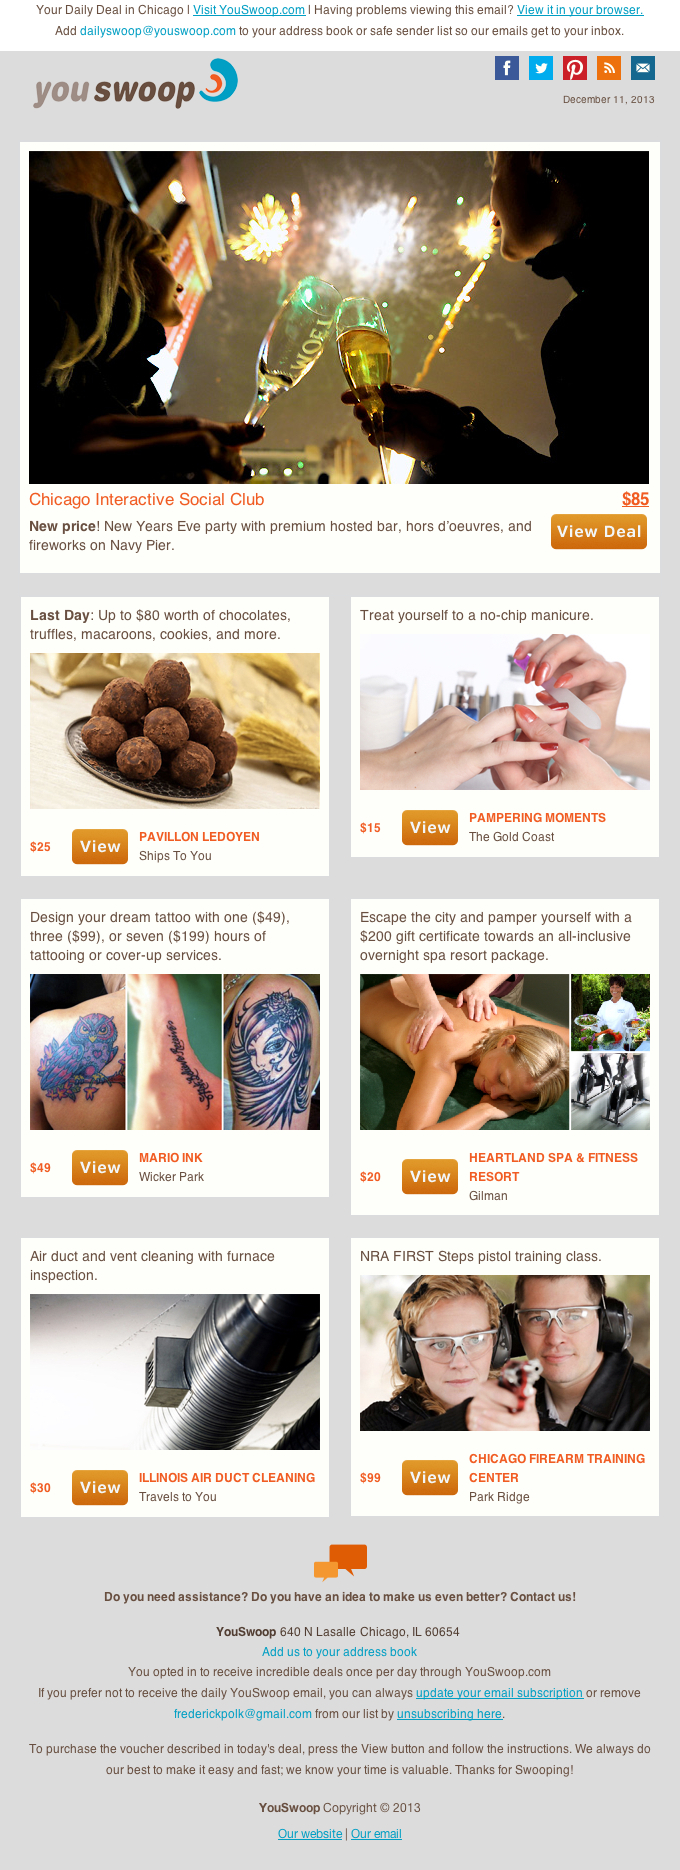 Your Daily Deal in Chicago | Visit YouSwoop.com | Having problems viewing this email? View it in your browser.
Add dailyswoop@youswoop.com to your address book or safe sender list so our emails get to your inbox.
you swoop
December 11, 2013
Chicago Interactive Social Club
$85
New price! New Years Eve party with premium hosted bar, hors d'oeuvres, and
fireworks on Navy Pier.
View Deal
Last Day: Up to $80 worth of chocolates,
truffles, macaroons, cookies, and more.
$25
View
PAVILLON LEDOYEN
Ships To You
Treat yourself to a no-chip manicure.
$15
View
PAMPERING MOMENTS
The Gold Coast
Design your dream tattoo with one ($49),
three ($99), or seven ($199) hours of
tattooing or cover-up services.
$49
View
MARIO INK
Wicker Park
Escape the city and pamper yourself with a
$200 gift certificate towards an all-inclusive
overnight spa resort package.
$20
View
HEARTLAND SPA & FITNESS
RESORT
Gilman
Air duct and vent cleaning with furnace
inspection.
$30
View
ILLINOIS AIR DUCT CLEANING
Travels to You
NRA FIRST Steps pistol training class.
$99
View
CHICAGO FIREARM TRAINING
CENTER
Park Ridge
Do you need assistance? Do you have an idea to make us even better? Contact us!
YouSwoop 640 N Lasalle Chicago, IL 60654
Add us to your address book
You opted in to receive incredible deals once per day through YouSwoop.com
If you prefer not to receive the daily YouSwoop email, you can always update your email subscription or remove
frederickpolk@gmail.com from our list by unsubscribing here.
To purchase the voucher described in today's deal, press the View button and follow the instructions. We always do
our best to make it easy and fast; we know your time is valuable. Thanks for Swooping!
YouSwoop Copyright © 2013
Our website | Our email